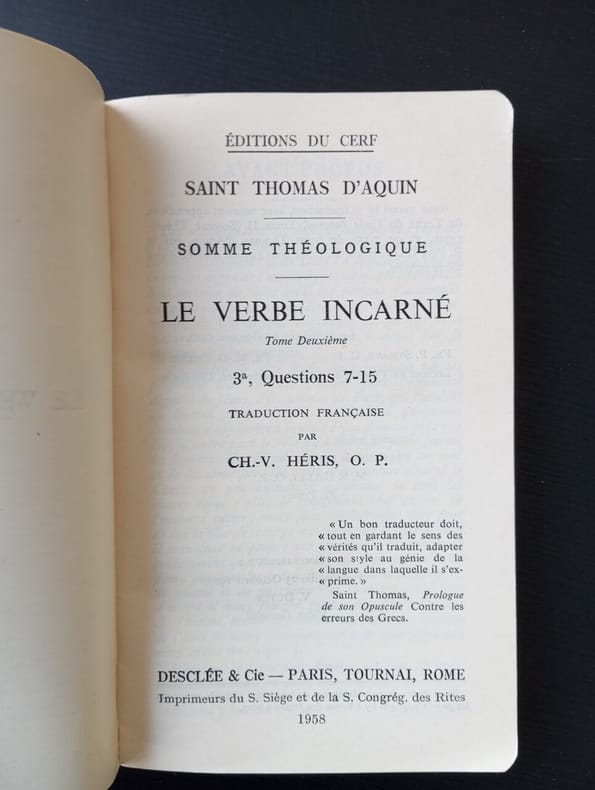 ÉDITIONS DU CERF
SAINT THOMAS D'AQUIN
SOMME THÉOLOGIQUE
LE VERBE INCARNÉ
Tome Deuxième
3ª, Questions 7-15
TRADUCTION FRANÇAISE
PAR
CH.-V. HÉRIS, O. P.
« Un bon traducteur doit,
« tout en gardant le sens des
« vérités qu'il traduit, adapter
« son style au génie de la
« langue dans laquelle il s'ex-
« prime. »
Saint Thomas, Prologue
de son Opuscule Contre les
erreurs des Grecs.
DESCLÉE & Cie — PARIS, TOURNAI, ROME
Imprimeurs du S. Siège et de la S. Congrég. des Rites
1958